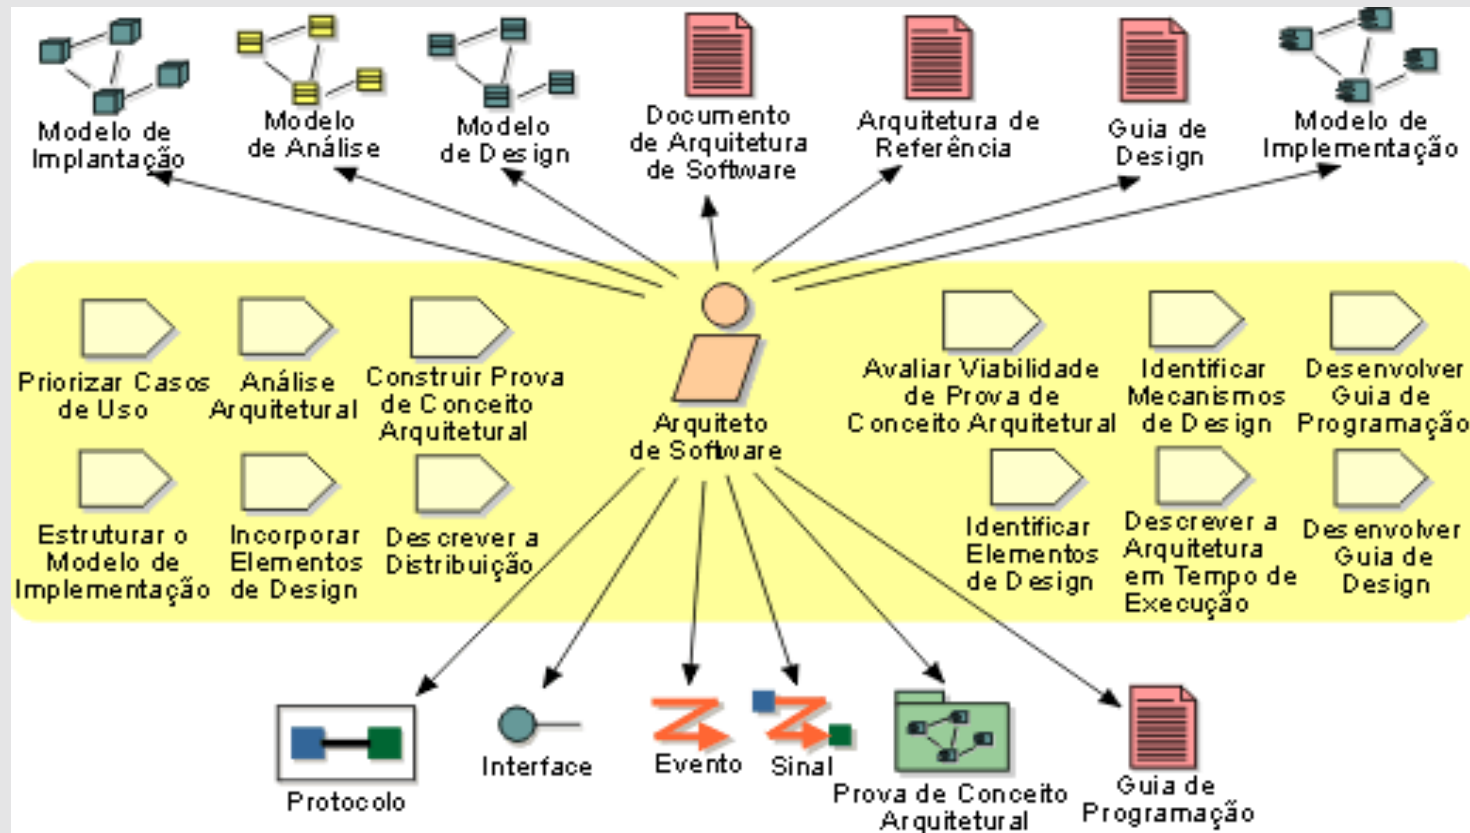 Modelo de
Implantação
Modelo
de Análise
Modelo
de Design
Documento
de Arquitetura
de Software
Arquitetura de
Referência
Guia de
Design
Modelo de
Implementação
Priorizar Casos
de Uso
Análise
Arquitetural
Construir Prova
de Conceito
Arquitetural
Arquiteto
de Software
Avaliar Viabilidade
de Prova de
Conceito Arquitetural
Identificar
Mecanismos
de Design
Desenvolver
Guia de
Programação
Estruturar o
Modelo de
Implementação
Incorporar
Elementos
de Design
Descrever a
Distribuição
Identificar
Elementos
de Design
Descrever a
Arquitetura
em Tempo de
Execução
Desenvolver
Guia de
Design
Protocolo
Interface
Evento
Sinal
Prova de Conceito
Arquitetural
Guia de
Programação